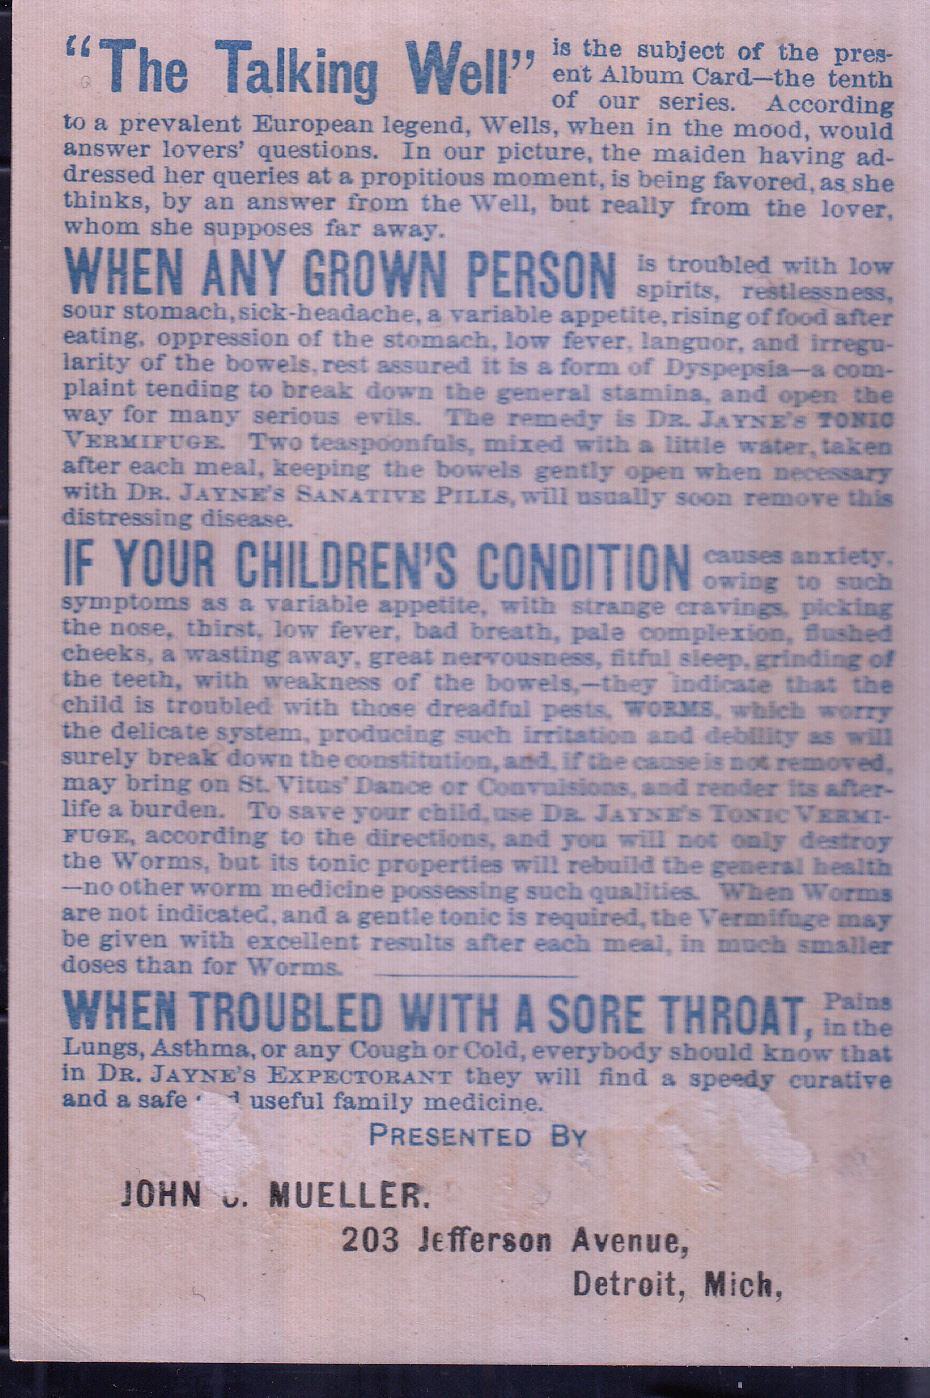 "The Talking Well" is the subject of the pres-
ent Album Card—the tenth
of our series. According
to a prevalent European legend, Wells, when in the mood, would
answer lovers' questions. In our picture, the maiden having ad-
dressed her queries at a propitious moment, is being favored, as she
thinks, by an answer from the Well, but really from the lover,
whom she supposes far away.
WHEN ANY GROWN PERSON is troubled with low
spirits, restlessness,
sour stomach, sick-headache, a variable appetite, rising of food after
eating, oppression of the stomach, low fever, languor, and irregu-
larity of the bowels, rest assured it is a form of Dyspepsia—a com-
plaint tending to break down the general stamina, and open the
way for many serious evils. The remedy is DR. JAYNE'S TONIC
VERMIFUGE. Two teaspoonfuls, mixed with a little water, taken
after each meal, keeping the bowels gently open when necessary
with DR. JAYNE'S SANATIVE PILLS, will usually soon remove this
distressing disease.
IF YOUR CHILDREN'S CONDITION causes anxiety,
owing to such
symptoms as a variable appetite, with strange cravings, picking
the nose, thirst, low fever, bad breath, pale complexion, flushed
cheeks, a wasting away, great nervousness, fitful sleep, grinding of
the teeth, with weakness of the bowels,—they indicate that the
child is troubled with those dreadful pests, WORMS, which worry
the delicate system, producing such irritation and debility as will
surely break down the constitution, and, if the cause is not removed,
may bring on St. Vitus' Dance or Convulsions, and render its after-
life a burden. To save your child, use DR. JAYNE'S TONIC VERMI-
FUGE, according to the directions, and you will not only destroy
the Worms, but its tonic properties will rebuild the general health
—no other worm medicine possessing such qualities. When Worms
are not indicated, and a gentle tonic is required, the Vermifuge may
be given with excellent results after each meal, in much smaller
doses than for Worms.
WHEN TROUBLED WITH A SORE THROAT, Pains
in the
Lungs, Asthma, or any Cough or Cold, everybody should know that
in DR. JAYNE'S EXPECTORANT they will find a speedy curative
and a safe useful family medicine.
PRESENTED BY
JOHN MUELLER.
203 Jefferson Avenue,
Detroit, Mich,